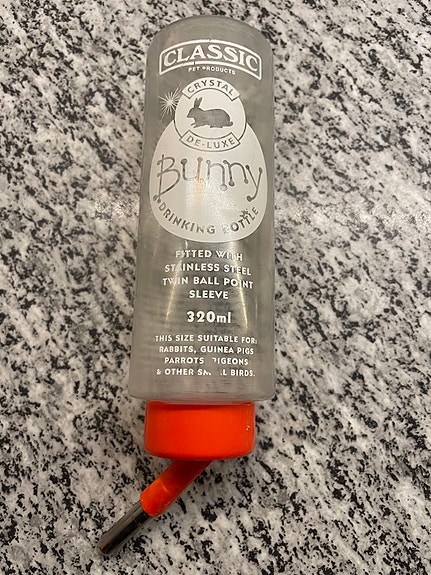 CLASSIC
PET PRODUCTS
CRYSTAL
DE-LUXE
Bunny
DRINKING BOTTLE
FITTED WITH
STAINLESS STEEL
TWIN BALL POINT
SLEEVE
320ml
THIS SIZE SUITABLE FOR:
RABBITS, GUINEA PIGS
PARROTS PIGEONS
& OTHER SMALL BIRDS.